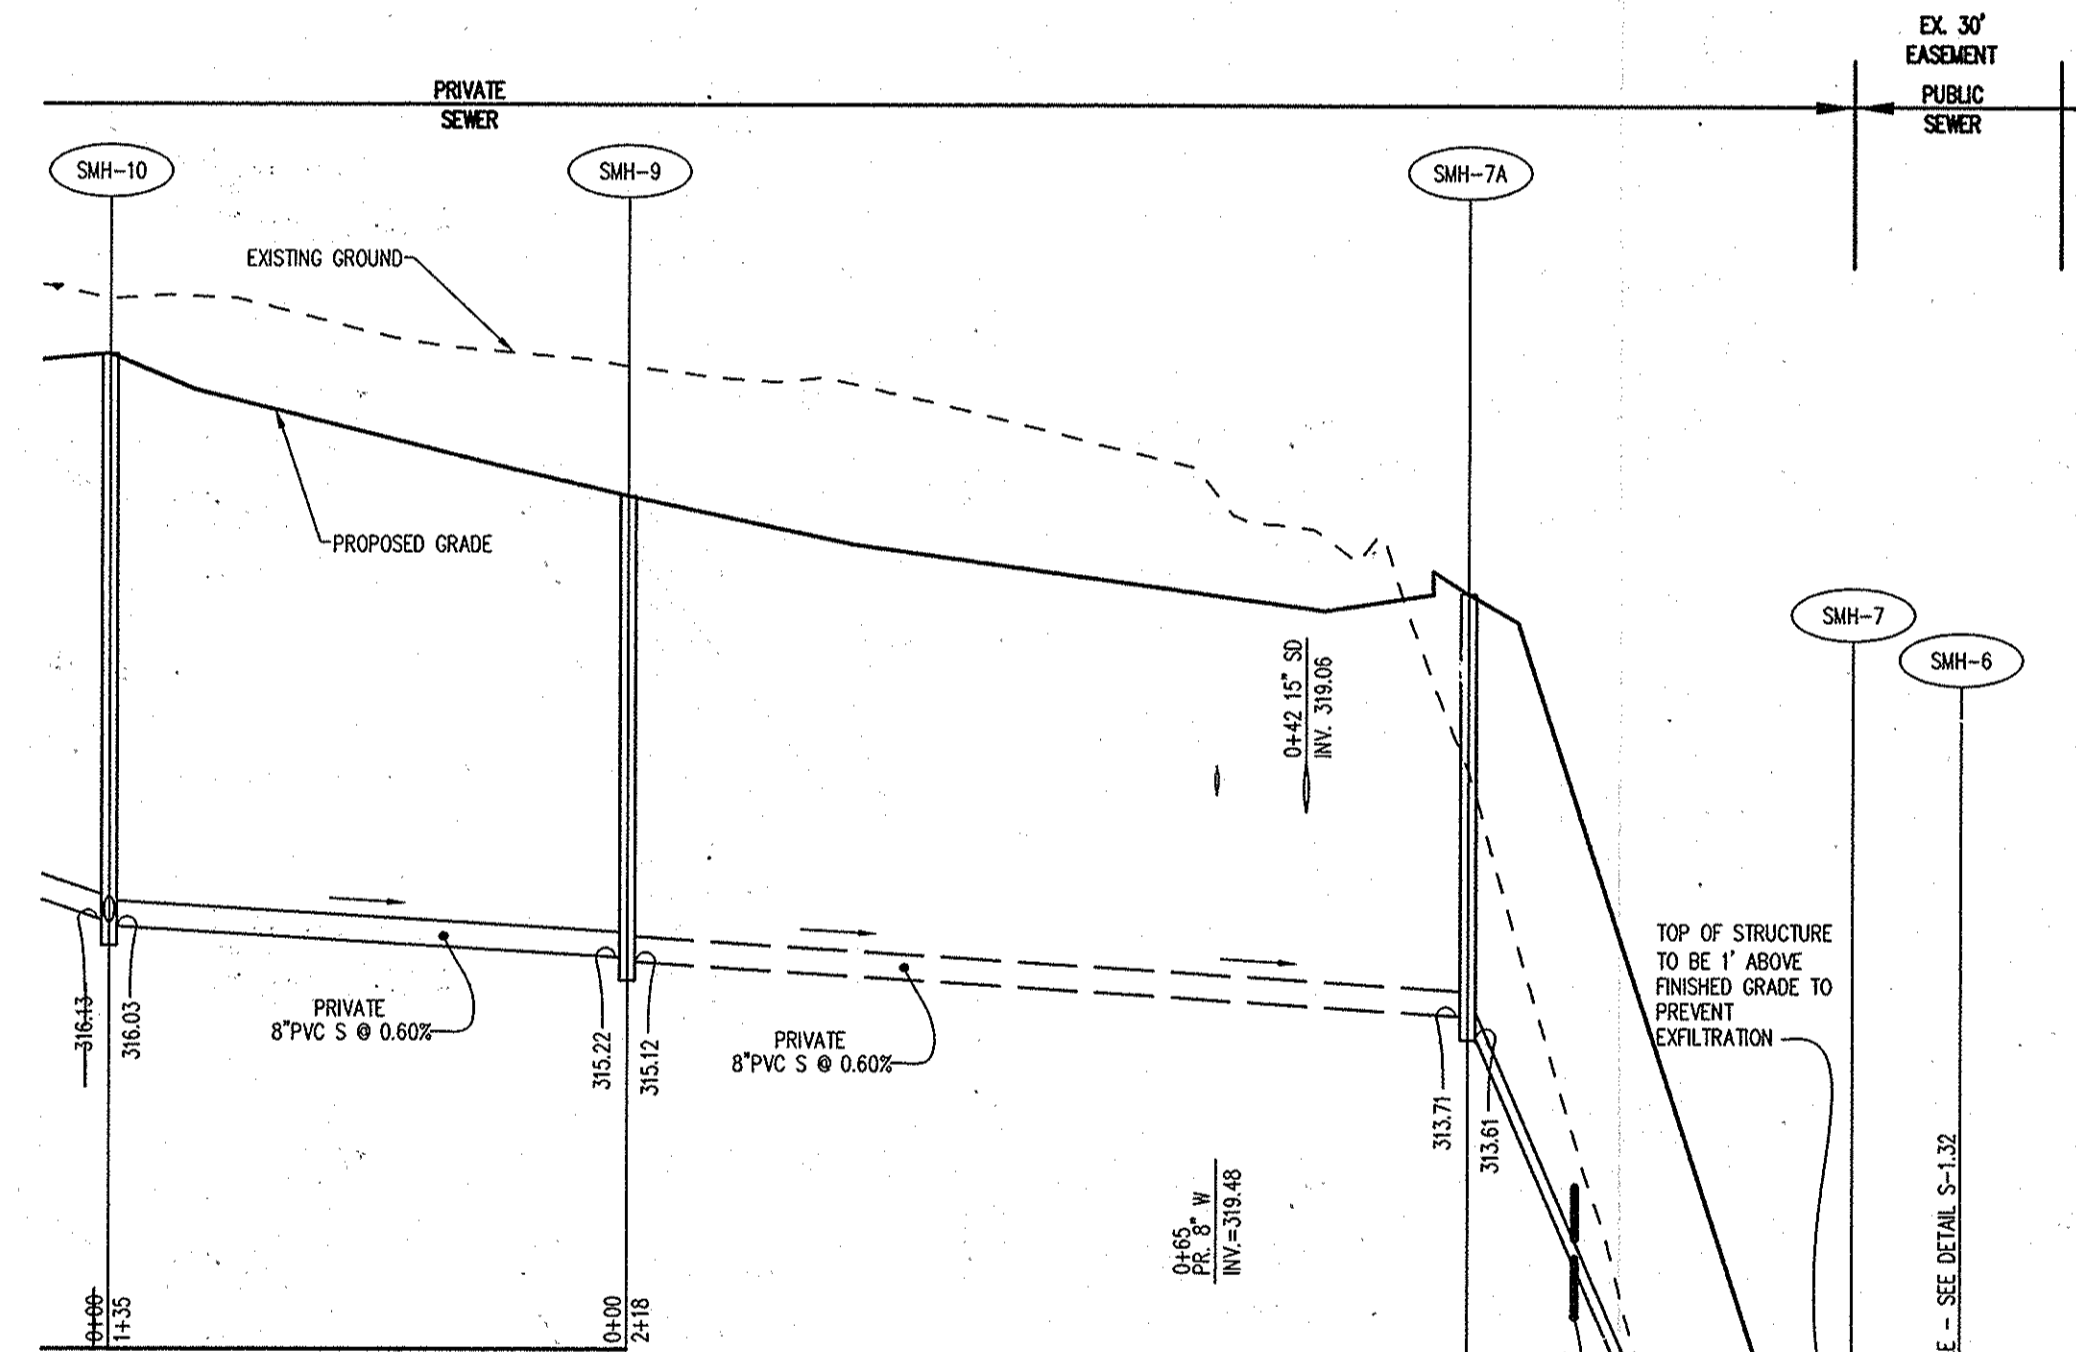 EX. 30'
EASEMENT
PRIVATE
SEWER
PUBLIC
SEWER
SMH-10
SMH-9
SMH-7A
EXISTING GROUND
PROPOSED GRADE
SMH-7
SMH-6
0+42 15" SD
INV. 319.06
TOP OF STRUCTURE
TO BE 1' ABOVE
FINISHED GRADE TO
PREVENT
EXFILTRATION
316.13
316.03
PRIVATE
8"PVC S @ 0.60%
315.22
315.12
PRIVATE
8"PVC S @ 0.60%
313.71
313.61
0+65
PR. 8" W
INV.=319.48
E - SEE DETAIL S-1.32
0+00
1+35
0+00
2+18